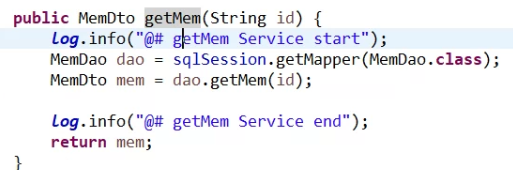 public MemDto getMem(String id) {
    log.info("@# getMem Service start");
    MemDao dao = sqlSession.getMapper(MemDao.class);
    MemDto mem = dao.getMem(id);

    log.info("@# getMem Service end");
    return mem;
}